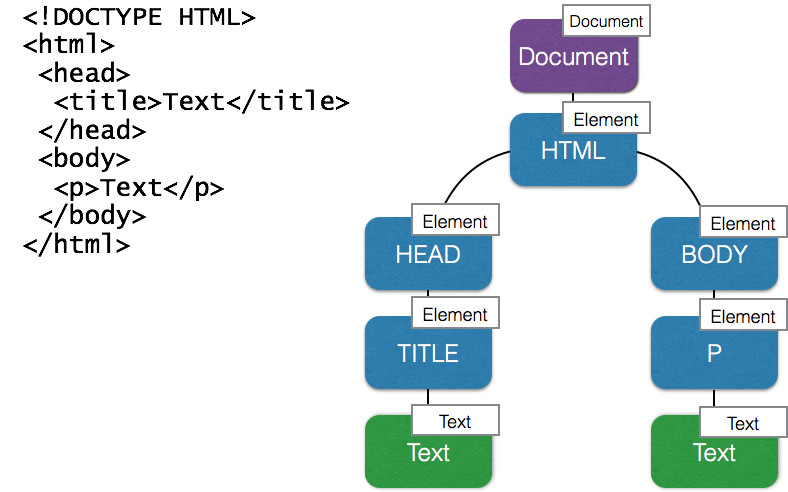 <!DOCTYPE HTML>
<html>
 <head>
  <title>Text</title>
 </head>
 <body>
  <p>Text</p>
 </body>
</html>
Document
Document
Element
HTML
Element
HEAD
Element
BODY
Element
TITLE
Element
P
Text
Text
Text
Text